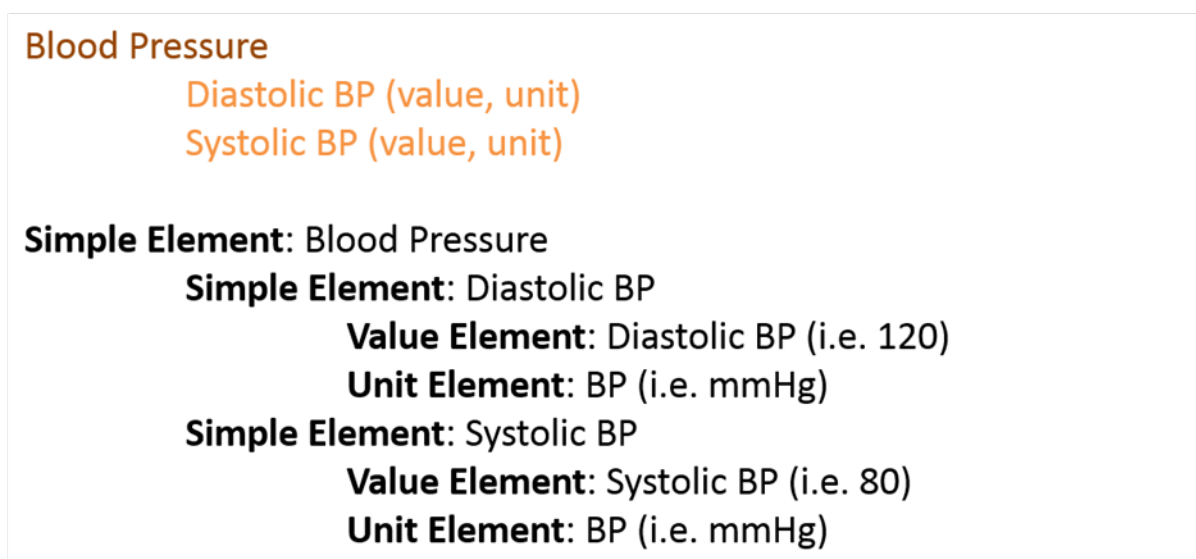 Blood Pressure
Diastolic BP (value, unit)
Systolic BP (value, unit)
Simple Element: Blood Pressure
Simple Element: Diastolic BP
Value Element: Diastolic BP (i.e. 120)
Unit Element: BP (i.e. mmHg)
Simple Element: Systolic BP
Value Element: Systolic BP (i.e. 80)
Unit Element: BP (i.e. mmHg)